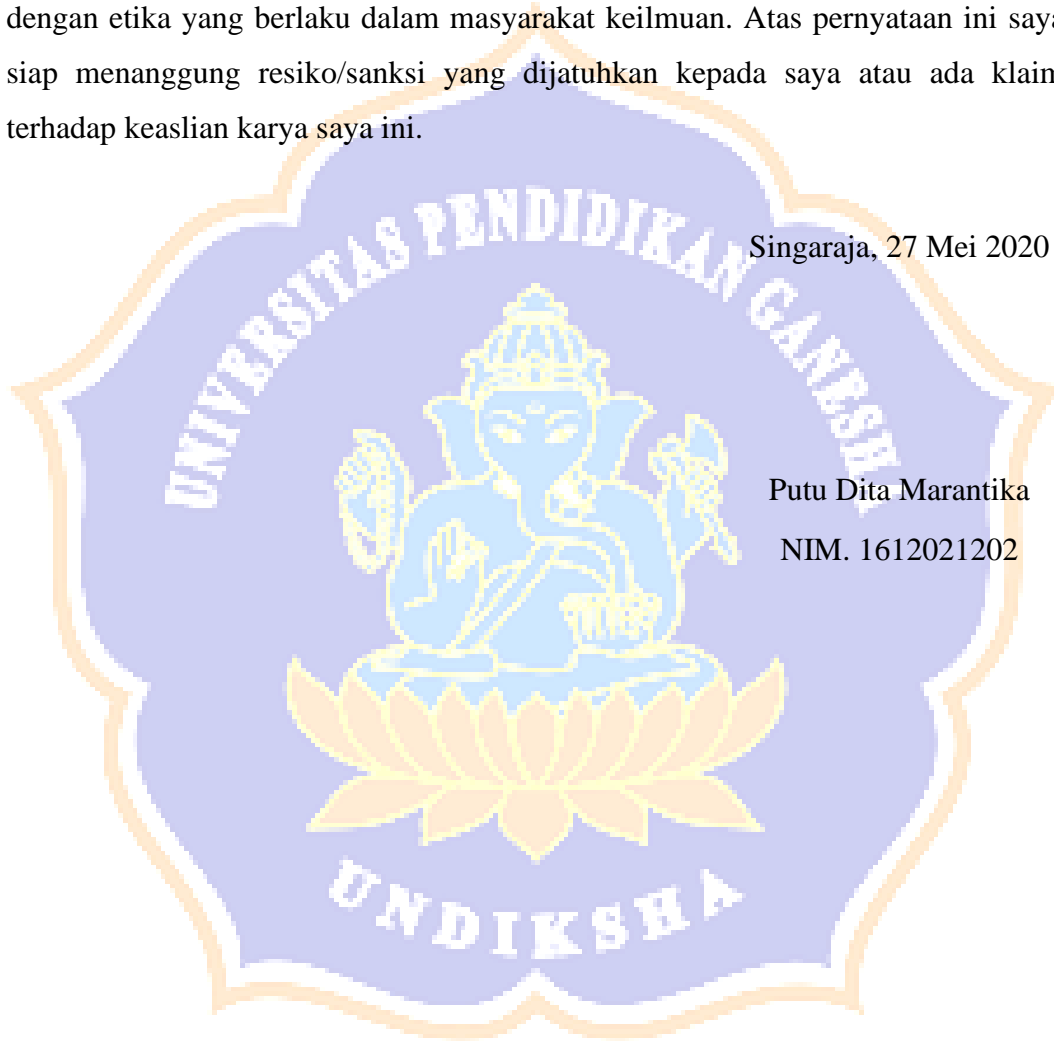 dengan etika yang berlaku dalam masyarakat keilmuan. Atas pernyataan ini saya
siap menanggung resiko/sanksi yang dijatuhkan kepada saya atau ada klaim
terhadap keaslian karya saya ini.
UNIVERSITAS PENDIDIKAN GANESHA
Singaraja, 27 Mei 2020
Putu Dita Marantika
NIM. 1612021202
UNDIKSHA